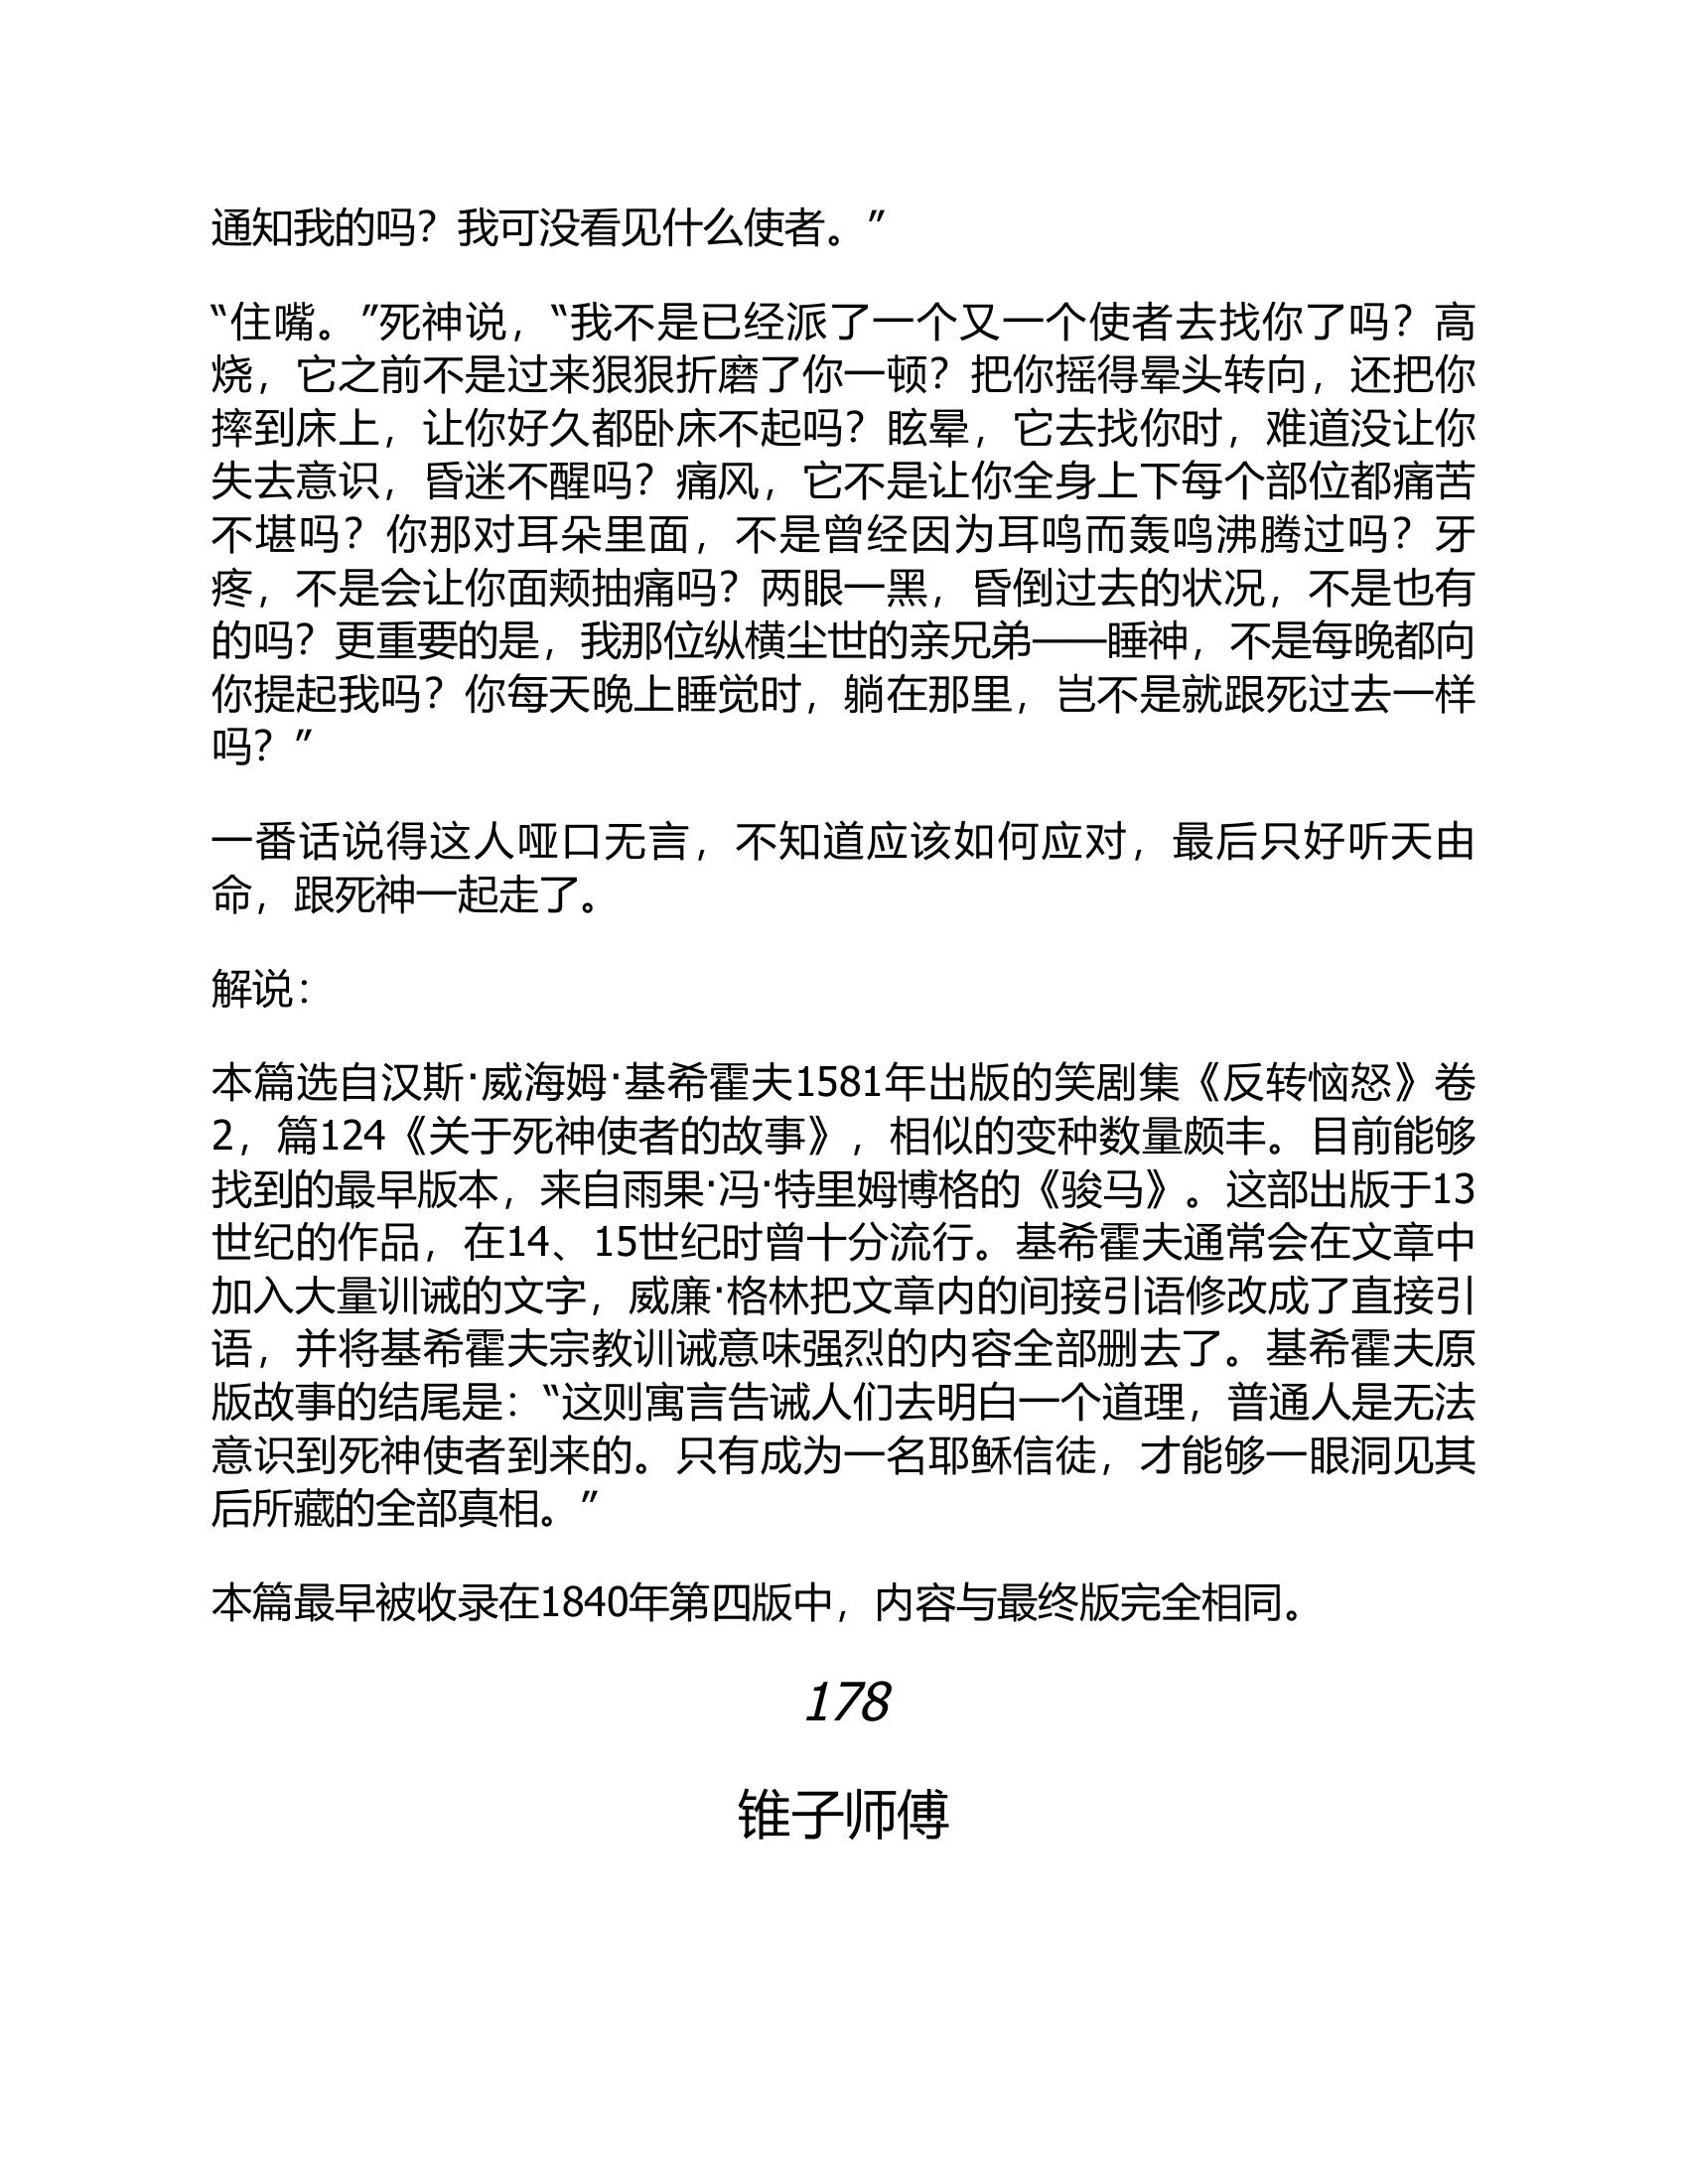 通知我的吗？我可没看见什么使者。”
“住嘴。”死神说，“我不是已经派了一个又一个使者去找你了吗？高
烧，它之前不是过来狠狠折磨了你一顿？把你摇得晕头转向，还把你
摔到床上，让你好久都卧床不起吗？眩晕，它去找你时，难道没让你
失去意识，昏迷不醒吗？痛风，它不是让你全身上下每个部位都痛苦
不堪吗？你那对耳朵里面，不是曾经因为耳鸣而轰鸣沸腾过吗？牙
疼，不是会让你面颊抽痛吗？两眼一黑，昏倒过去的状况，不是也有
的吗？更重要的是，我那位纵横尘世的亲兄弟——睡神，不是每晚都向
你提起我吗？你每天晚上睡觉时，躺在那里，岂不是就跟死过去一样
吗？”
一番话说得这人哑口无言，不知道应该如何应对，最后只好听天由
命，跟死神一起走了。
解说：
本篇选自汉斯·威海姆·基希霍夫1581年出版的笑剧集《反转恼怒》卷
2，篇124《关于死神使者的故事》，相似的变种数量颇丰。目前能够
找到的最早版本，来自雨果·冯·特里姆博格的《骏马》。这部出版于13
世纪的作品，在14、15世纪时曾十分流行。基希霍夫通常会在文章中
加入大量训诫的文字，威廉·格林把文章内的间接引语修改成了直接引
语，并将基希霍夫宗教训诫意味强烈的内容全部删去了。基希霍夫原
版故事的结尾是：“这则寓言告诫人们去明白一个道理，普通人是无法
意识到死神使者到来的。只有成为一名耶稣信徒，才能够一眼洞见其
后所藏的全部真相。”
本篇最早被收录在1840年第四版中，内容与最终版完全相同。
178
锥子师傅